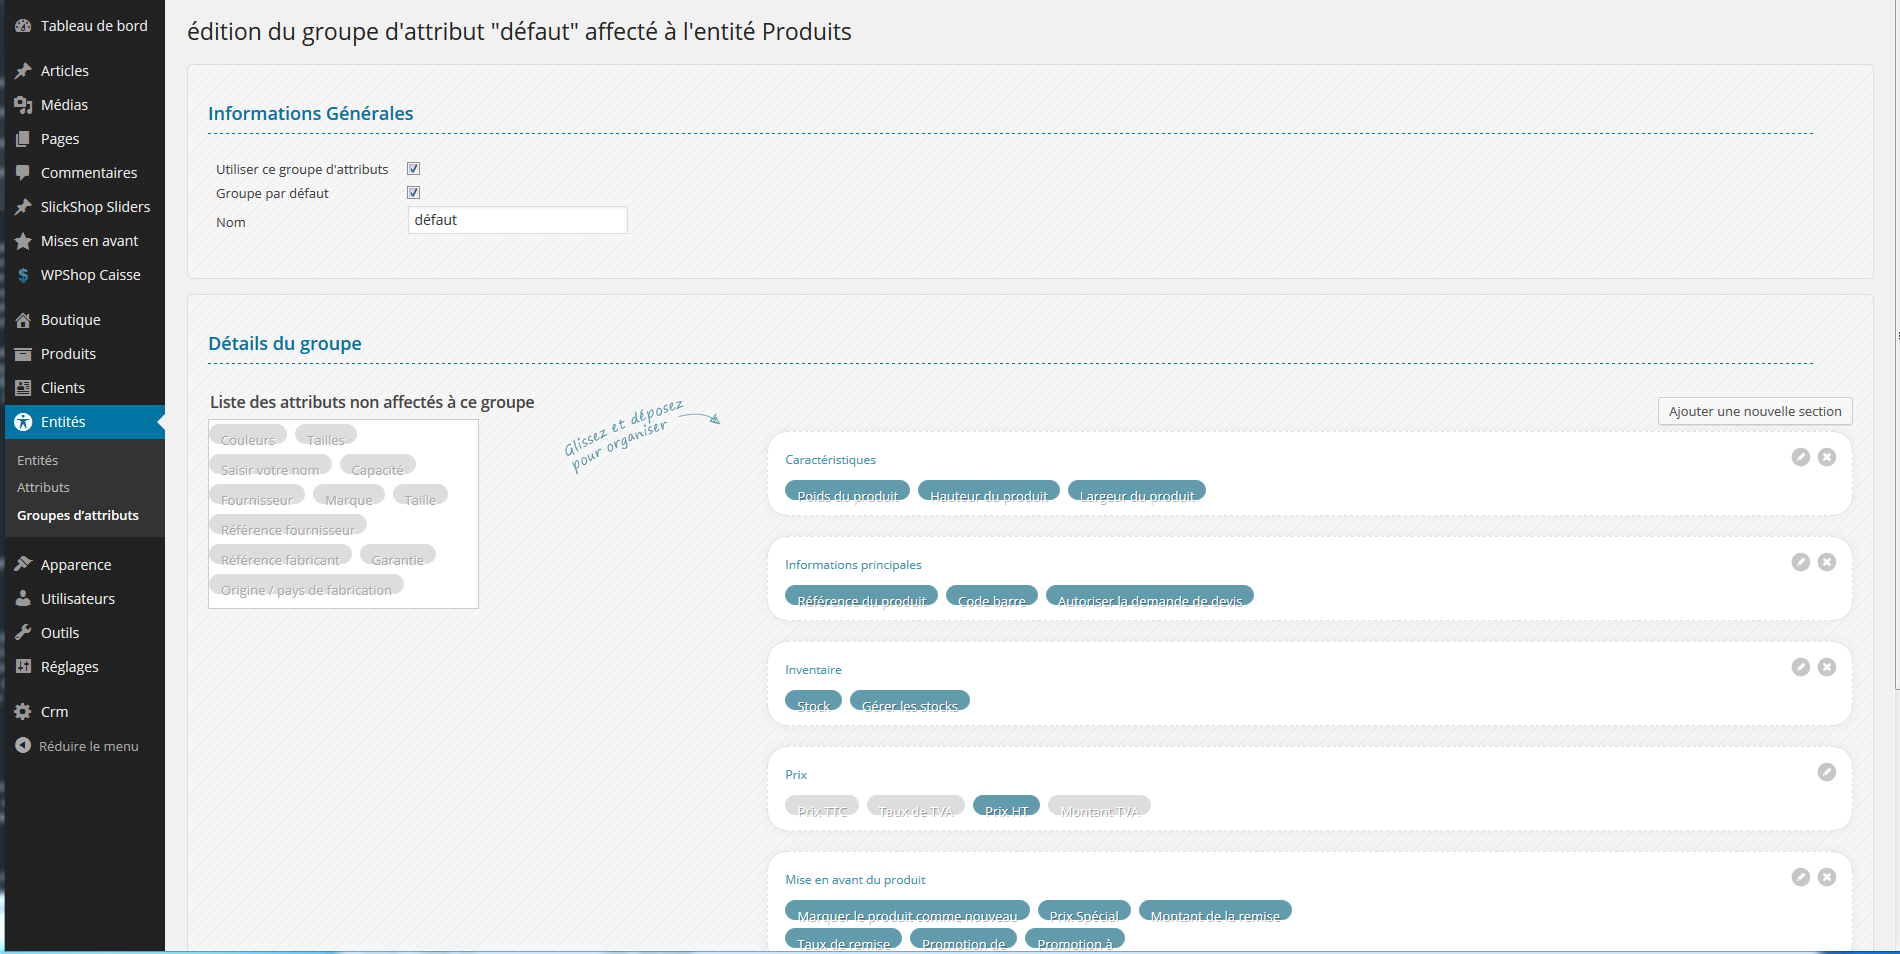 Tableau de bord
Articles
Médias
Pages
Commentaires
SlickShop Sliders
Mises en avant
$ WPShop Caisse
Boutique
Produits
Clients
Entités
Entités
Attributs
Groupes d'attributs
Apparence
Utilisateurs
Outils
Réglages
Crm
Réduire le menu
édition du groupe d'attribut "défaut" affecté à l'entité Produits
Informations Générales
Utiliser ce groupe d'attributs
Groupe par défaut
Nom
défaut
Détails du groupe
Liste des attributs non affectés à ce groupe
Couleurs Tailles
Saisir votre nom Capacité
Fournisseur Marque Taille
Référence fournisseur
Référence fabricant Garantie
Origine / pays de fabrication
Glissez et déposez
pour organiser
Ajouter une nouvelle section
Caractéristiques
Poids du produit Hauteur du produit Largeur du produit
Informations principales
Référence du produit Code barre Autoriser la demande de devis
Inventaire
Stock Gérer les stocks
Prix
Prix TTC Taux de TVA Prix HT Montant TVA
Mise en avant du produit
Marquer le produit comme nouveau Prix Spécial Montant de la remise
Taux de remise Promotion de Promotion à